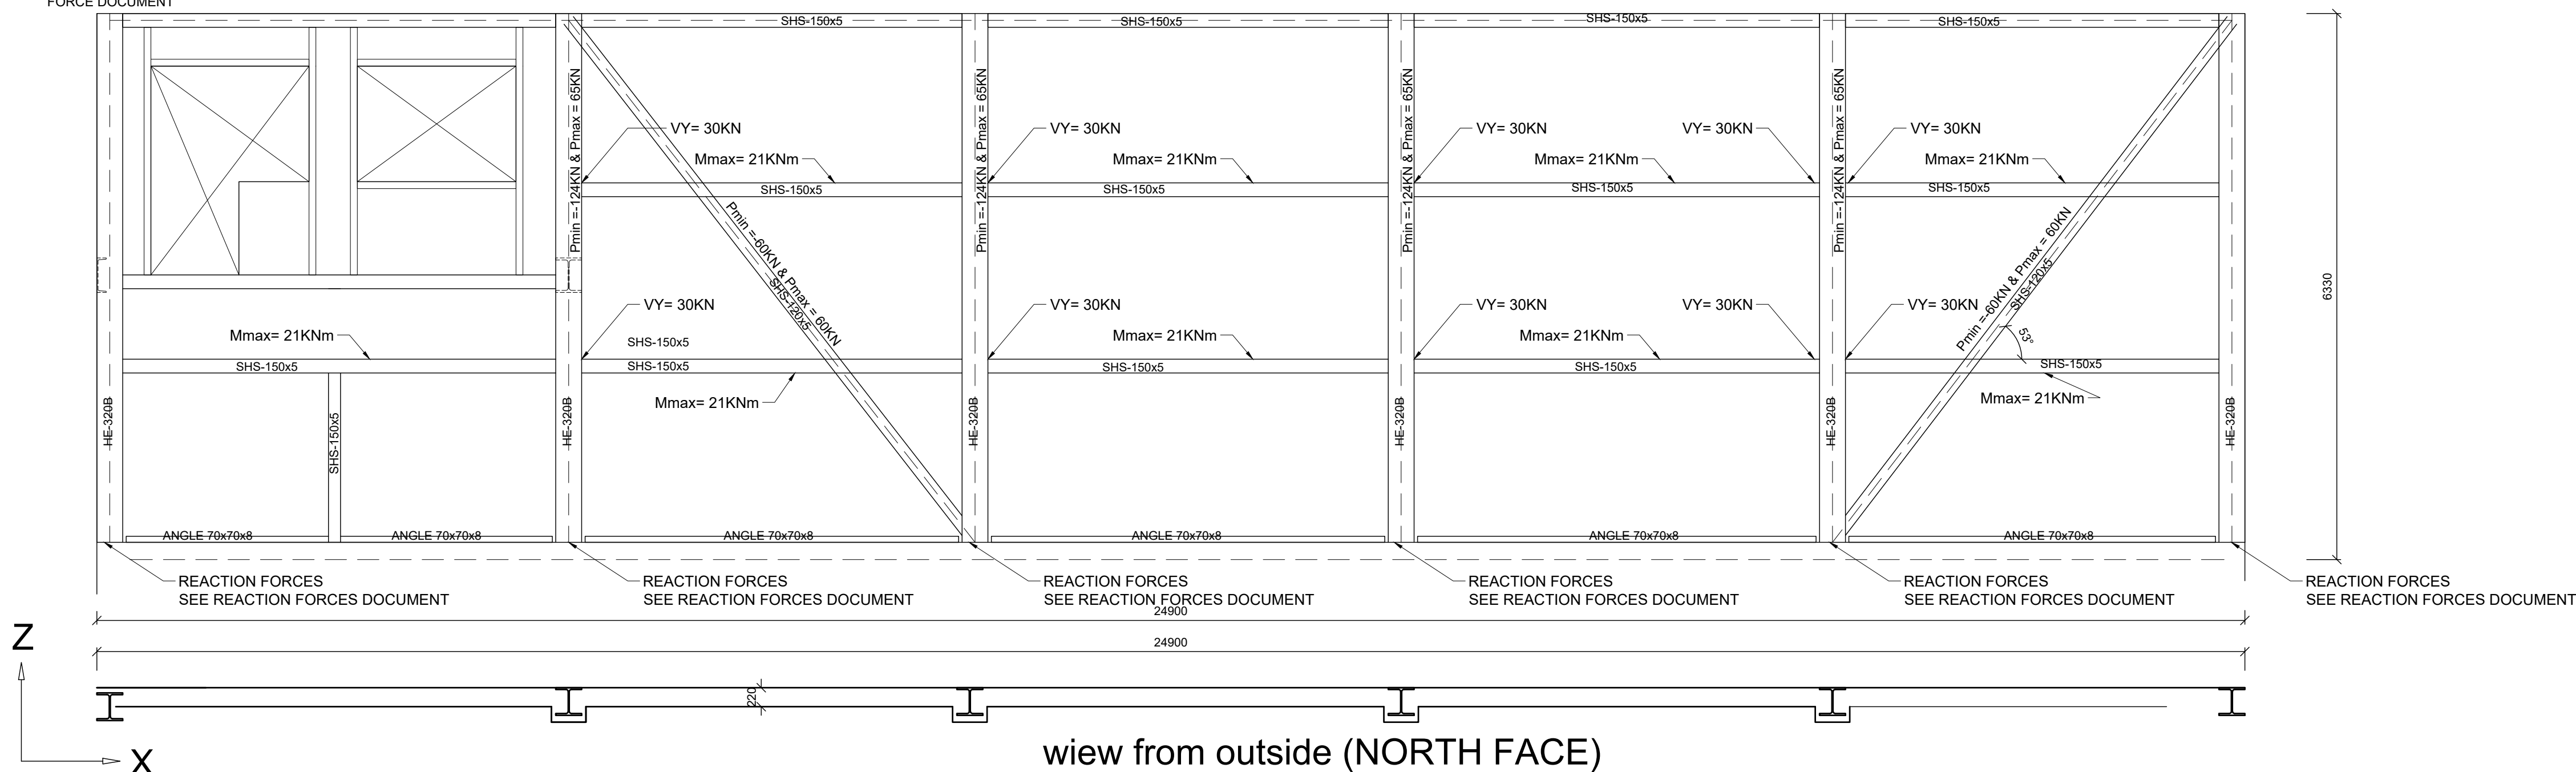 FORCE DOCUMENT
SHS-150x5
SHS-150x5
SHS-150x5
SHS-150x5
Pmin =-124KN & Pmax = 65KN
Pmin =-124KN & Pmax = 65KN
Pmin =-124KN & Pmax = 65KN
Pmin =-124KN & Pmax = 65KN
VY= 30KN
VY= 30KN
VY= 30KN
VY= 30KN
VY= 30KN
Mmax= 21KNm
Mmax= 21KNm
Mmax= 21KNm
Mmax= 21KNm
SHS-150x5
SHS-150x5
SHS-150x5
SHS-150x5
Pmin =-60KN & Pmax = 60KN
SHS-120x5
Pmin =-60KN & Pmax = 60KN
SHS-120x5
53°
6330
VY= 30KN
VY= 30KN
VY= 30KN
VY= 30KN
VY= 30KN
Mmax= 21KNm
SHS-150x5
Mmax= 21KNm
Mmax= 21KNm
SHS-150x5
SHS-150x5
SHS-150x5
SHS-150x5
SHS-150x5
Mmax= 21KNm
Mmax= 21KNm
HE-320B
SHS-150x5
HE-320B
HE-320B
HE-320B
HE-320B
HE-320B
ANGLE 70x70x8
ANGLE 70x70x8
ANGLE 70x70x8
ANGLE 70x70x8
ANGLE 70x70x8
ANGLE 70x70x8
REACTION FORCES
SEE REACTION FORCES DOCUMENT
REACTION FORCES
SEE REACTION FORCES DOCUMENT
REACTION FORCES
SEE REACTION FORCES DOCUMENT
REACTION FORCES
SEE REACTION FORCES DOCUMENT
REACTION FORCES
SEE REACTION FORCES DOCUMENT
REACTION FORCES
SEE REACTION FORCES DOCUMENT
24900
24900
Z
220
X
wiew from outside (NORTH FACE)